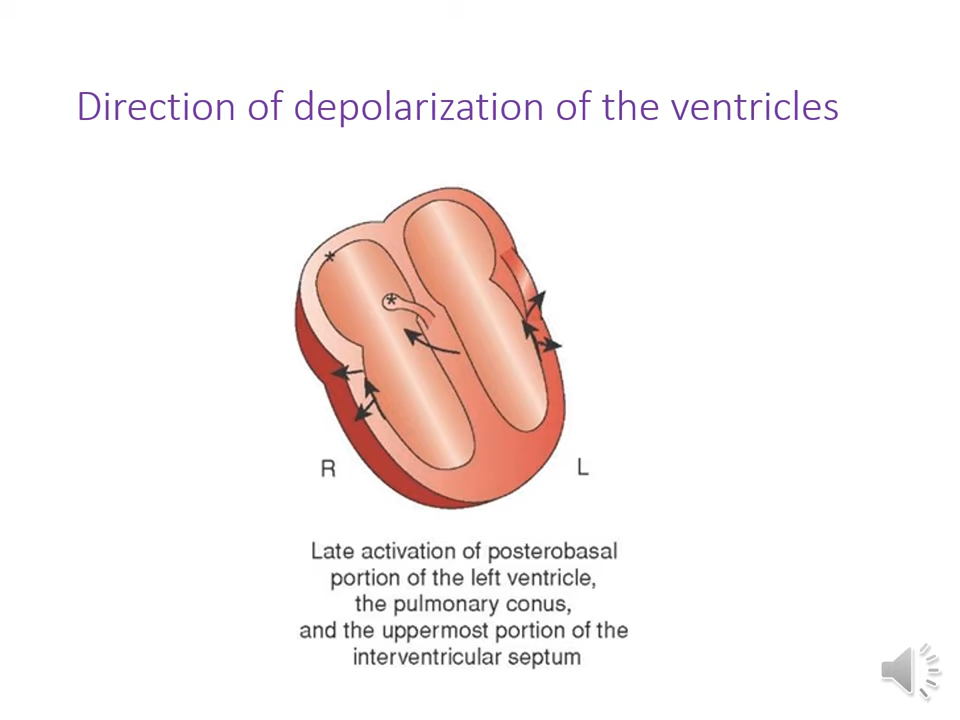 Direction of depolarization of the ventricles
*
*
R
L
Late activation of posterobasal
portion of the left ventricle,
the pulmonary conus,
and the uppermost portion of the
interventricular septum